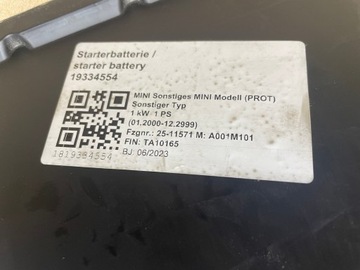 Starterbatterie /
starter battery
19334554
MINI Sonstiges MINI Modell (PROT)
Sonstiger Typ
1 kW 1 PS
(01.2000-12.2999)
Fzgnr.: 25-11571 M: A001M101
FIN: TA10165
BJ: 06/2023
1819334554